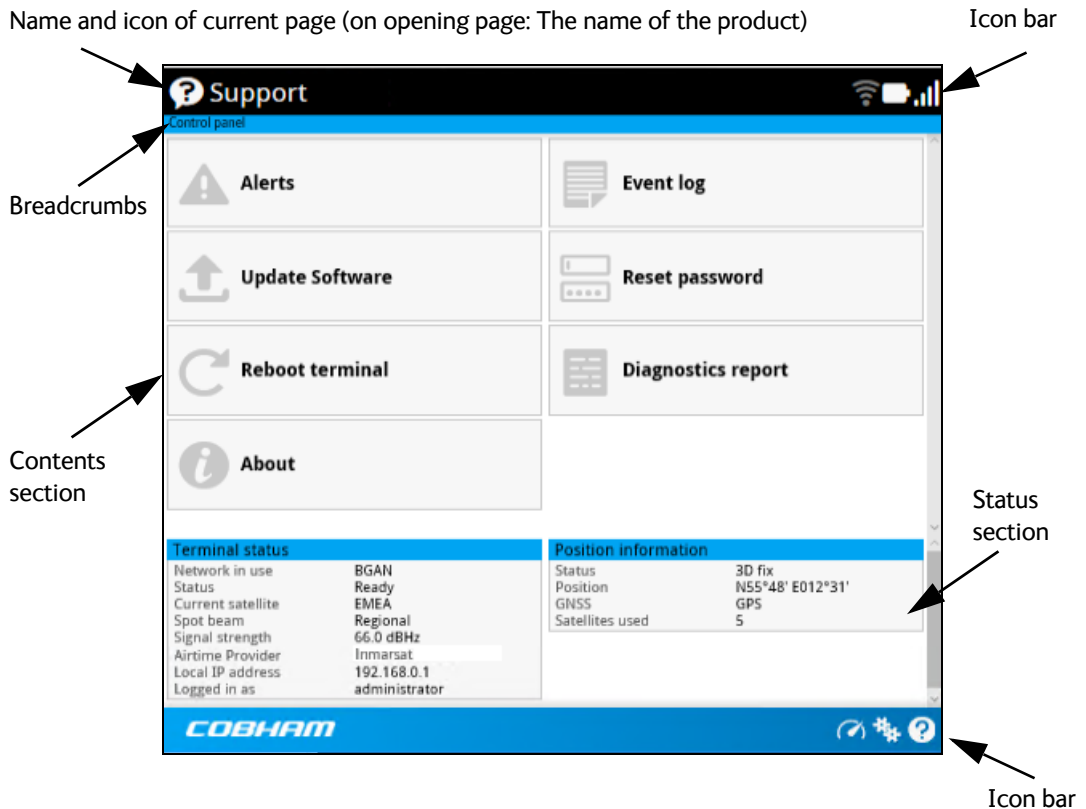 Name and icon of current page (on opening page: The name of the product)
Icon bar
Support
Control panel
Breadcrumbs
Alerts
Event log
Update Software
Reset password
Reboot terminal
Diagnostics report
Contents
section
About
Status
section
Terminal status
Network in use BGAN
Status Ready
Current satellite EMEA
Spot beam Regional
Signal strength 66.0 dBHz
Airtime Provider Inmarsat
Local IP address 192.168.0.1
Logged in as administrator
Position information
Status 3D fix
Position N55°48' E012°31'
GNSS GPS
Satellites used 5
COBHAM
Icon bar